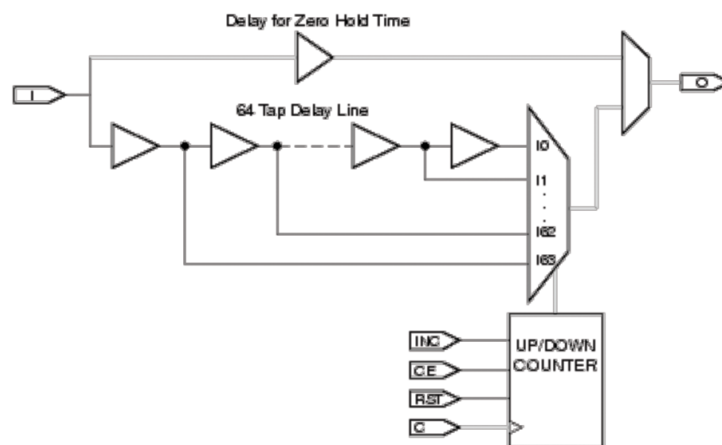 Delay for Zero Hold Time
I
O
64 Tap Delay Line
I0
I1
I62
I63
INC
CE
RST
C
UP/DOWN
COUNTER